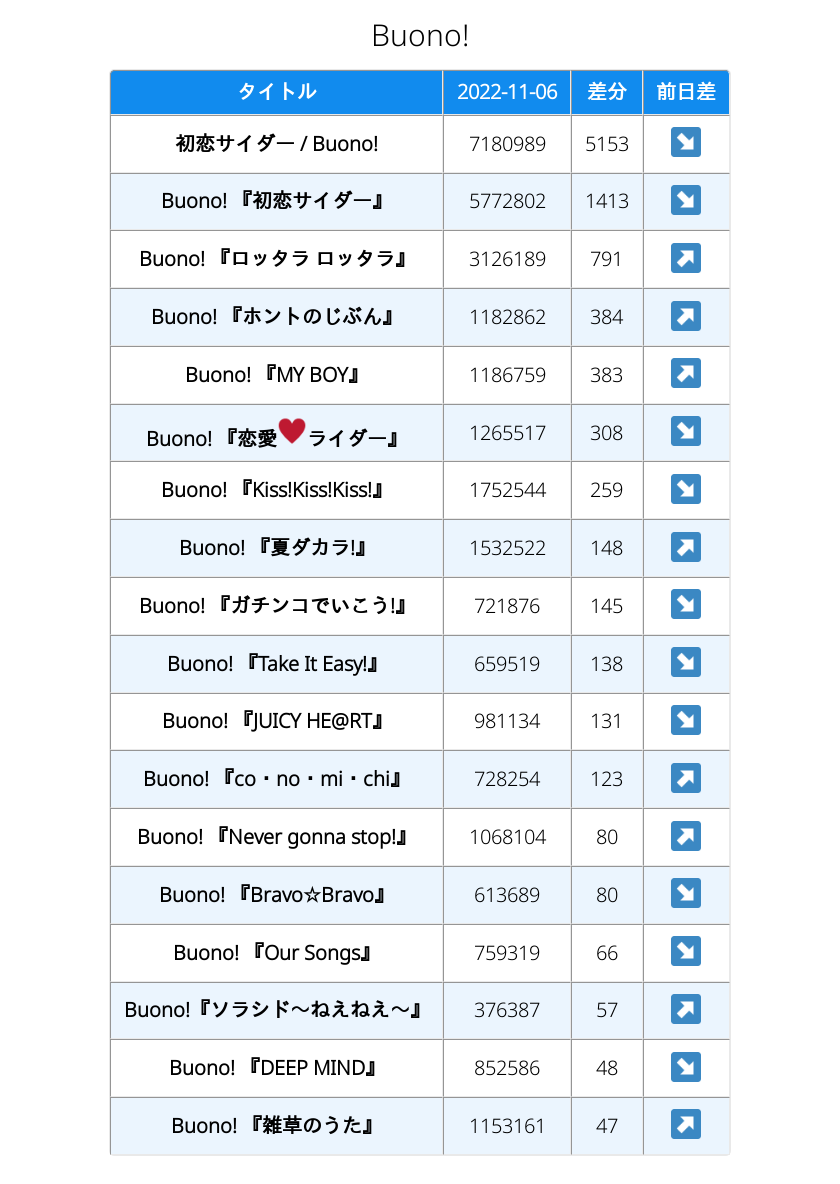 Buono!
タイトル 2022-11-06 差分 前日差
初恋サイダー / Buono! 7180989 5153 ↘
Buono! 『初恋サイダー』 5772802 1413 ↘
Buono! 『ロッタラ ロッタラ』 3126189 791 ↗
Buono! 『ホントのじぶん』 1182862 384 ↗
Buono! 『MY BOY』 1186759 383 ↗
Buono! 『恋愛♥ライダー』 1265517 308 ↘
Buono! 『Kiss!Kiss!Kiss!』 1752544 259 ↘
Buono! 『夏ダカラ!』 1532522 148 ↗
Buono! 『ガチンコでいこう!』 721876 145 ↘
Buono! 『Take It Easy!』 659519 138 ↘
Buono! 『JUICY HE@RT』 981134 131 ↘
Buono! 『co・no・mi・chi』 728254 123 ↗
Buono! 『Never gonna stop!』 1068104 80 ↗
Buono! 『Bravo☆Bravo』 613689 80 ↘
Buono! 『Our Songs』 759319 66 ↘
Buono!『ソラシド～ねえねえ～』 376387 57 ↗
Buono! 『DEEP MIND』 852586 48 ↘
Buono! 『雑草のうた』 1153161 47 ↗